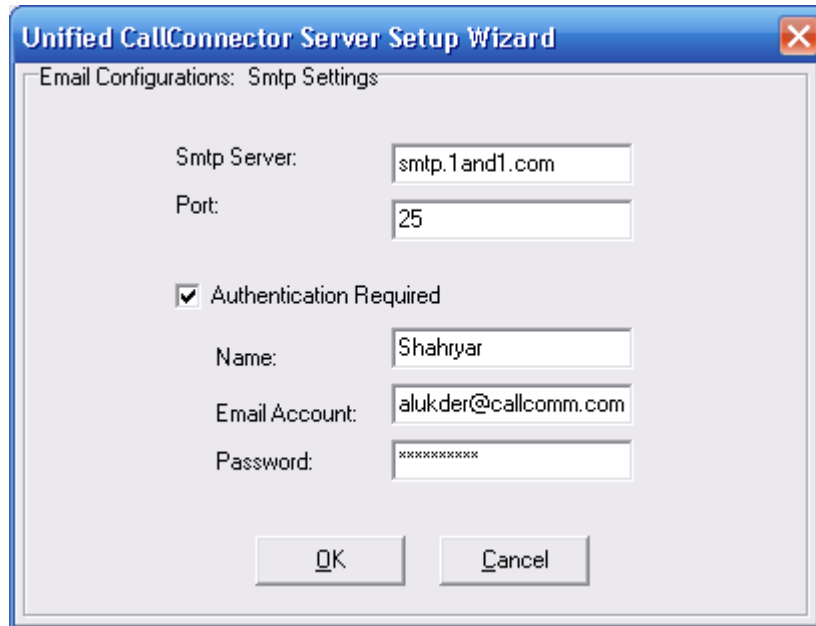 Unified CallConnector Server Setup Wizard
Email Configurations: Smtp Settings
Smtp Server: smtp.1and1.com
Port: 25
Authentication Required
Name: Shahryar
Email Account: alukder@callcomm.com
Password: **********
OK Cancel